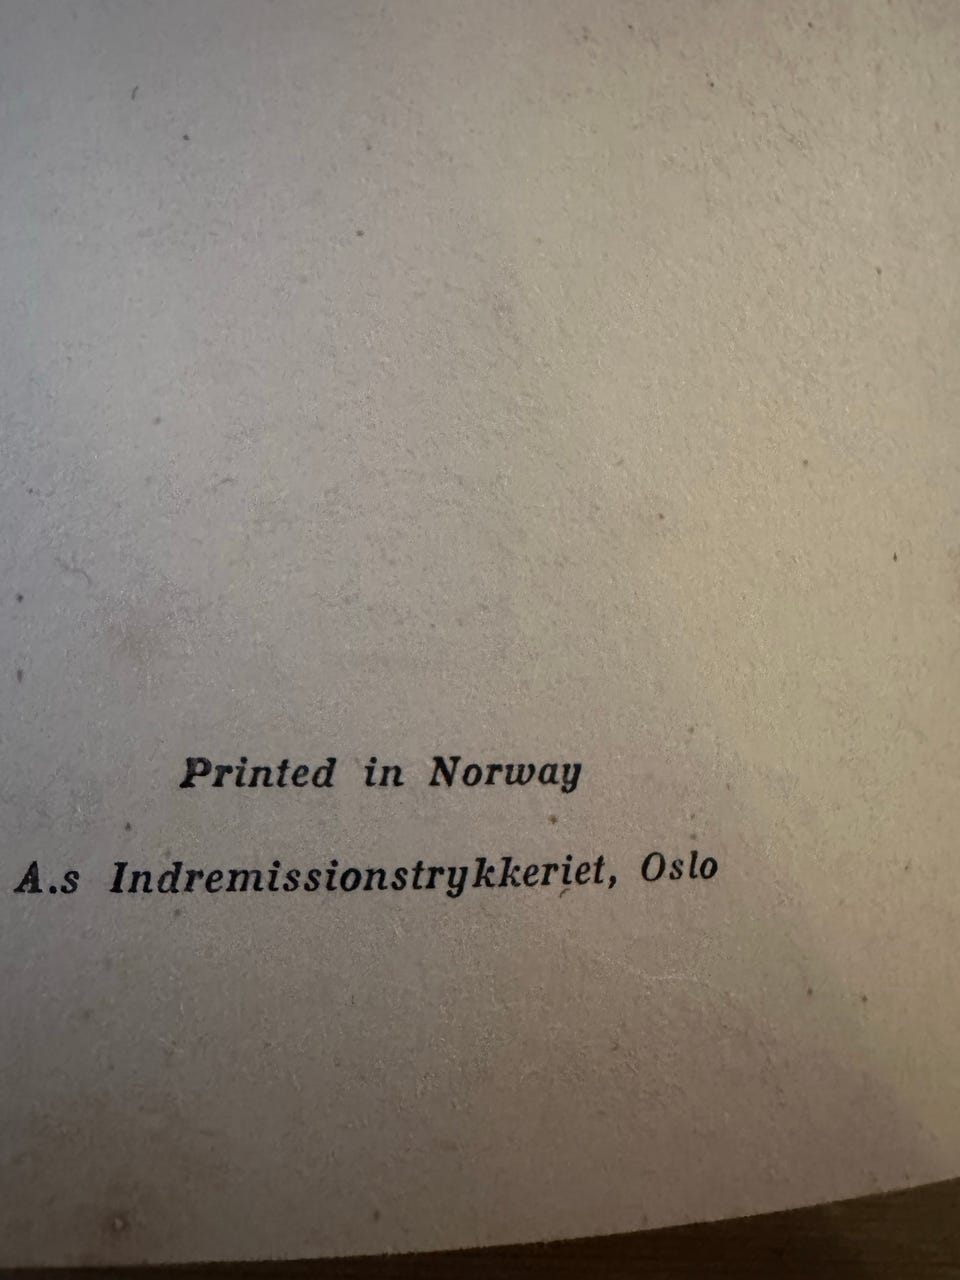 Printed in Norway
A.s Indremissionstrykkeriet, Oslo